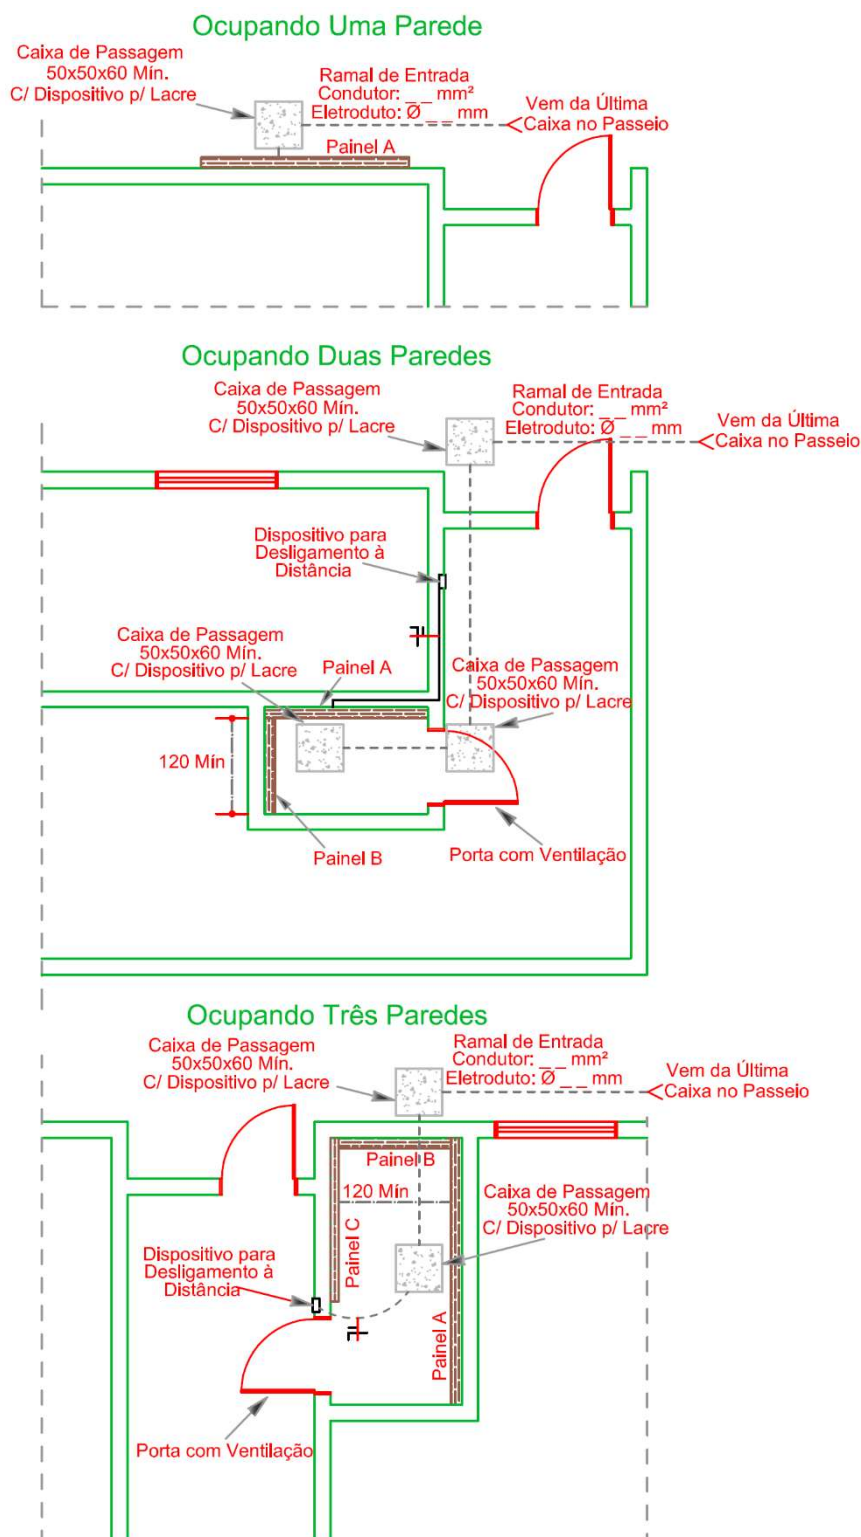 Ocupando Uma Parede
Caixa de Passagem
50x50x60 Mín.
C/ Dispositivo p/ Lacre
Ramal de Entrada
Condutor: _ _ mm²
Eletroduto: Ø _ _ mm
Vem da Última
Caixa no Passeio
Painel A
Ocupando Duas Paredes
Caixa de Passagem
50x50x60 Mín.
C/ Dispositivo p/ Lacre
Ramal de Entrada
Condutor: _ _ mm²
Eletroduto: Ø _ _ mm
Vem da Última
Caixa no Passeio
Dispositivo para
Desligamento à
Distância
Caixa de Passagem
50x50x60 Mín.
C/ Dispositivo p/ Lacre
Painel A
Caixa de Passagem
50x50x60 Mín.
C/ Dispositivo p/ Lacre
120 Mín
Painel B
Porta com Ventilação
Ocupando Três Paredes
Caixa de Passagem
50x50x60 Mín.
C/ Dispositivo p/ Lacre
Ramal de Entrada
Condutor: _ _ mm²
Eletroduto: Ø _ _ mm
Vem da Última
Caixa no Passeio
Painel B
120 Mín
Painel C
Caixa de Passagem
50x50x60 Mín.
C/ Dispositivo p/ Lacre
Dispositivo para
Desligamento à
Distância
Painel A
Porta com Ventilação